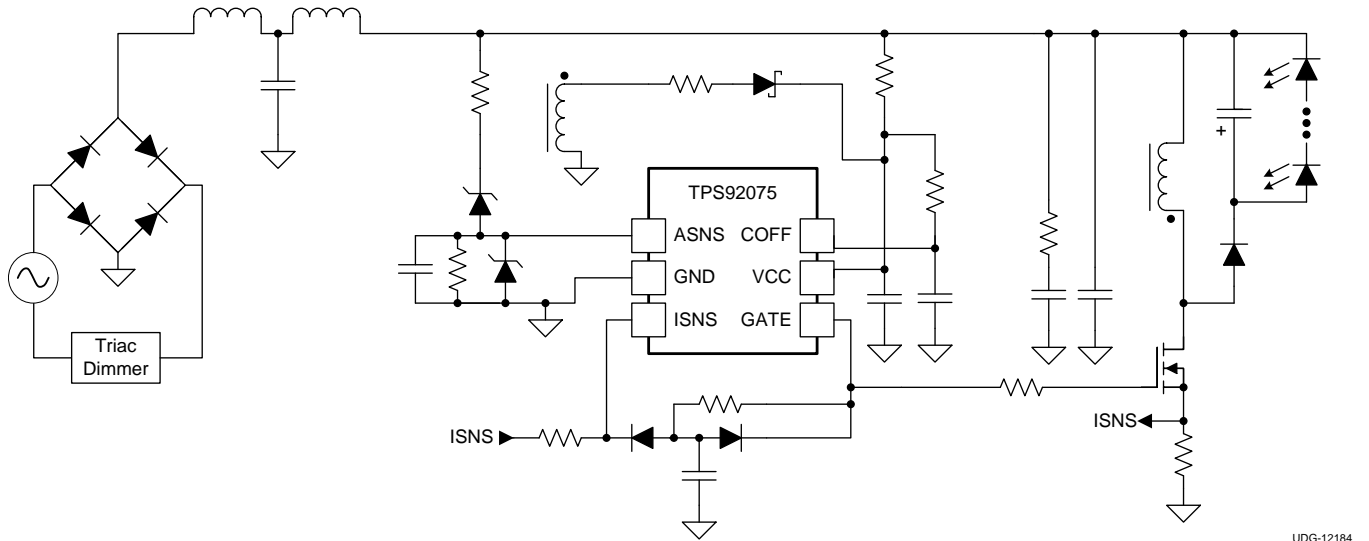 TPS92075
ASNS COFF
GND VCC
ISNS GATE
Triac
Dimmer
ISNS
ISNS
UDG-12184